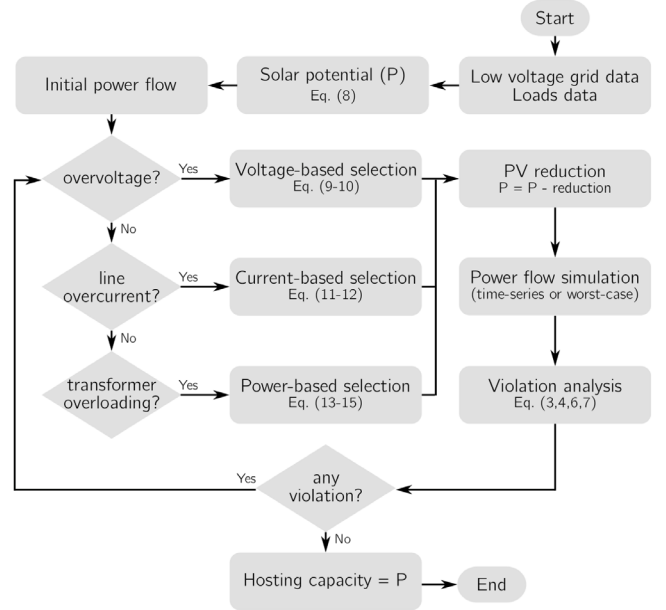 Start
Low voltage grid data
Loads data
Solar potential (P)
Eq. (8)
Initial power flow
overvoltage?
Yes
Voltage-based selection
Eq. (9-10)
PV reduction
P = P - reduction
No
line
overcurrent?
Yes
Current-based selection
Eq. (11-12)
Power flow simulation
(time-series or worst-case)
No
transformer
overloading?
Yes
Power-based selection
Eq. (13-15)
Violation analysis
Eq. (3,4,6,7)
Yes
any
violation?
No
Hosting capacity = P
End